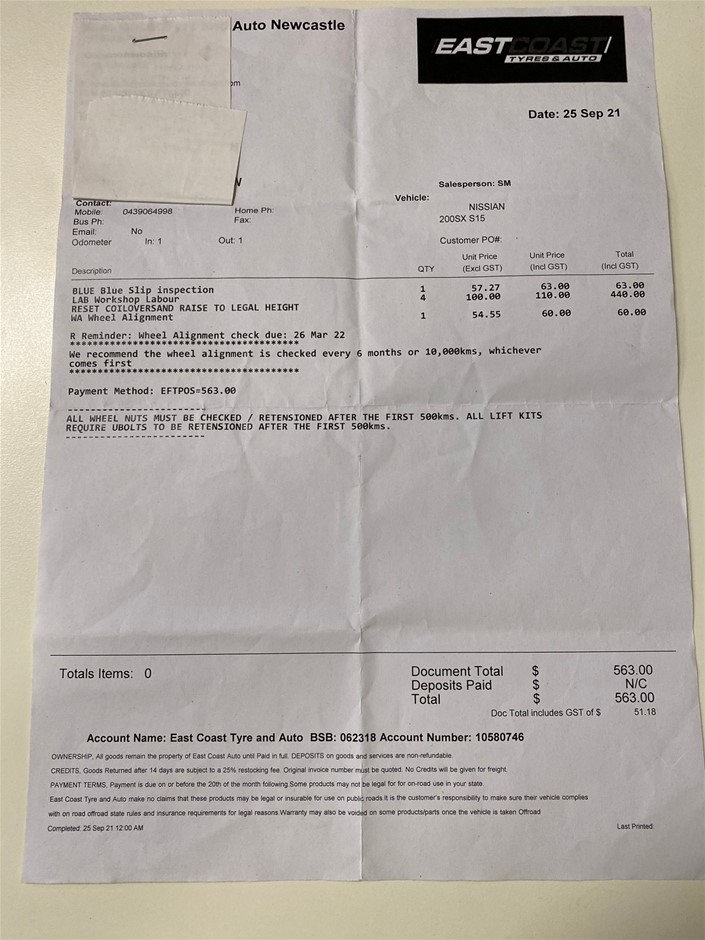 Auto Newcastle
EASTCOAST
TYRES & AUTO
om
Date: 25 Sep 21
Salesperson: SM
Contact:
Mobile: 0439064998 Home Ph:
Bus Ph: Fax:
Email: No
Odometer In: 1 Out: 1
Vehicle:
NISSIAN
200SX S15
Customer PO#:
Description QTY Unit Price (Excl GST) Unit Price (Incl GST) Total (Incl GST)
BLUE Blue Slip inspection 1 57.27 63.00 63.00
LAB Workshop Labour 4 100.00 110.00 440.00
RESET COILOVERSAND RAISE TO LEGAL HEIGHT
WA Wheel Alignment 1 54.55 60.00 60.00
R Reminder: Wheel Alignment check due: 26 Mar 22
***************************************
We recommend the wheel alignment is checked every 6 months or 10,000kms, whichever
comes first
***************************************
Payment Method: EFTPOS=563.00
------------------------
ALL WHEEL NUTS MUST BE CHECKED / RETENSIONED AFTER THE FIRST 500kms. ALL LIFT KITS
REQUIRE UBOLTS TO BE RETENSIONED AFTER THE FIRST 500kms.
------------------------
Totals Items: 0
Document Total $ 563.00
Deposits Paid $ N/C
Total $ 563.00
Doc Total includes GST of $ 51.18
Account Name: East Coast Tyre and Auto BSB: 062318 Account Number: 10580746
OWNERSHIP, All goods remain the property of East Coast Auto until Paid in full. DEPOSITS on goods and services are non-refundable.
CREDITS, Goods Returned after 14 days are subject to a 25% restocking fee. Original invoice number must be quoted. No Credits will be given for freight.
PAYMENT TERMS, Payment is due on or before the 20th of the month following.Some products may not be legal for for on-road use in your state.
East Coast Tyre and Auto make no claims that these products may be legal or insurable for use on public roads.It is the customer's responsibility to make sure their vehicle complies
with on road offroad state rules and insurance requirements for legal reasons.Warranty may also be voided on some products/parts once the vehicle is taken Offroad
Completed: 25 Sep 21 12:00 AM Last Printed: